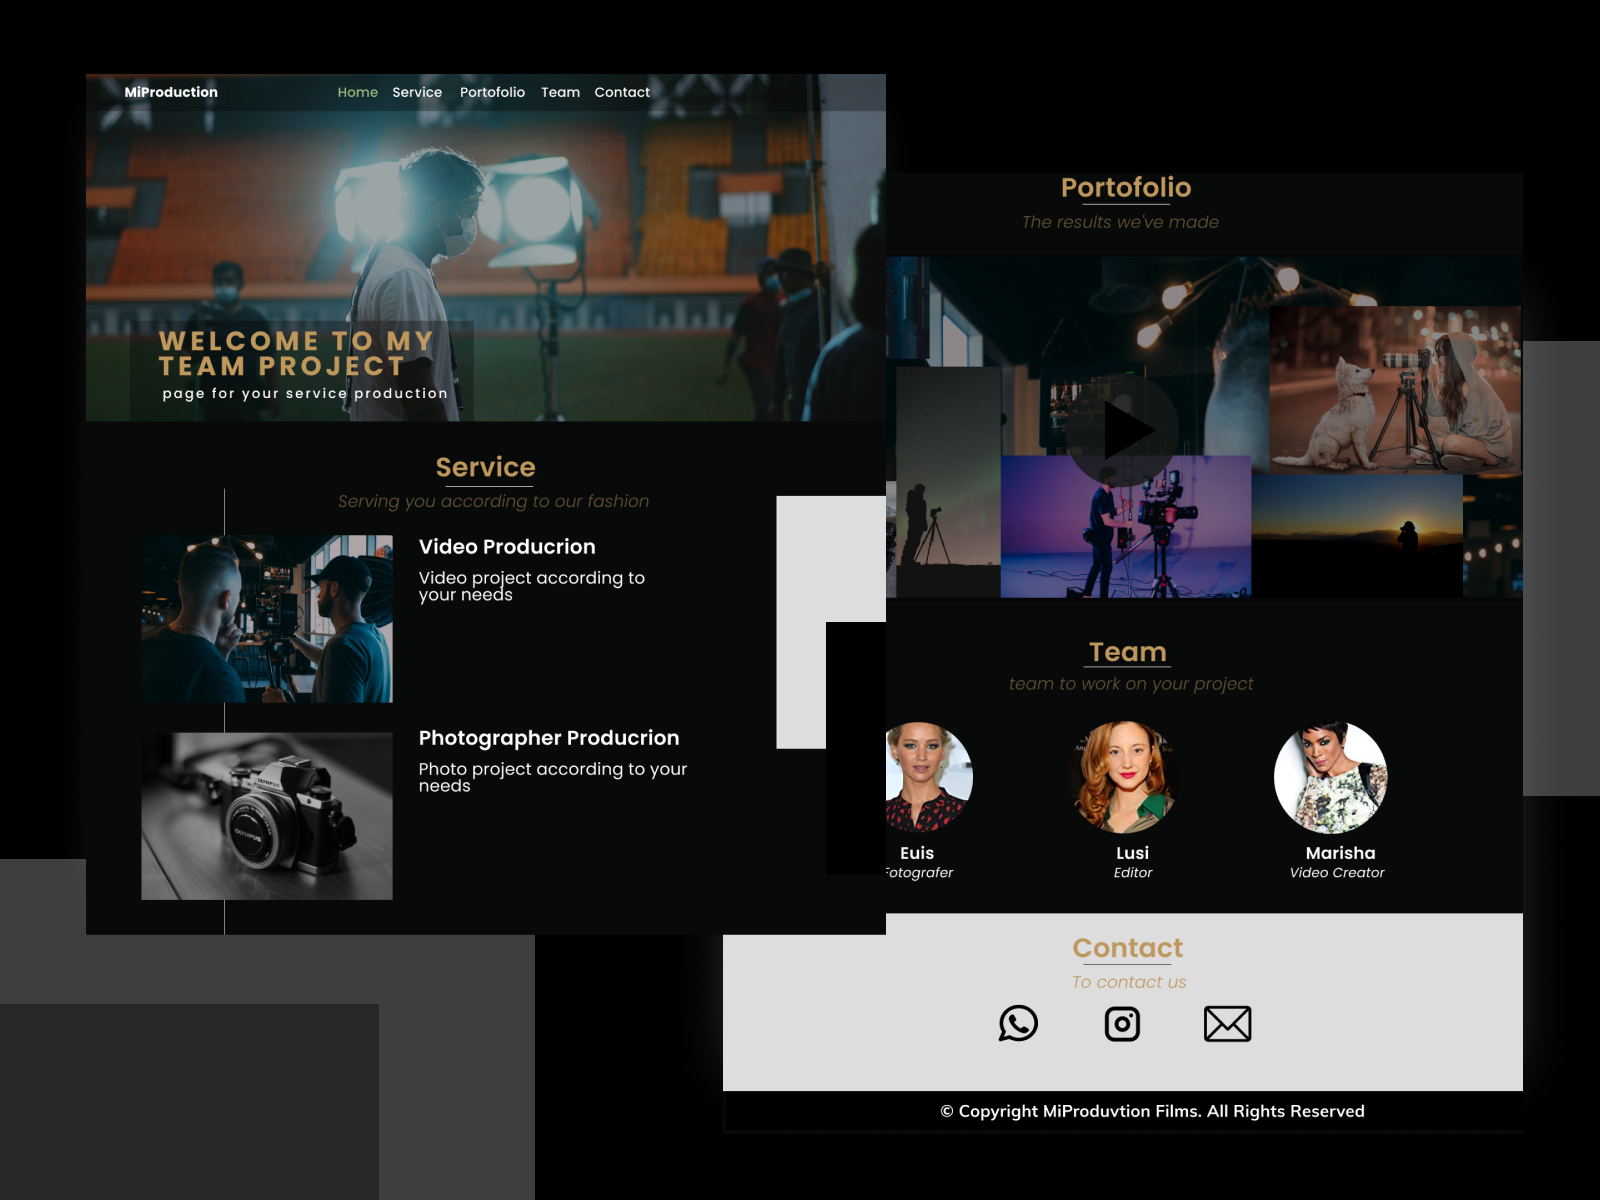 MiProduction
Home Service Portofolio Team Contact
WELCOME TO MY
TEAM PROJECT
page for your service production
Service
Serving you according to our fashion
Video Producrion
Video project according to
your needs
Photographer Producrion
Photo project according to your
needs
OLYMPUS
OLYMPUS
Portofolio
The results we've made
Team
team to work on your project
Euis
Fotografer
Lusi
Editor
Marisha
Video Creator
Contact
To contact us
© Copyright MiProduvtion Films. All Rights Reserved